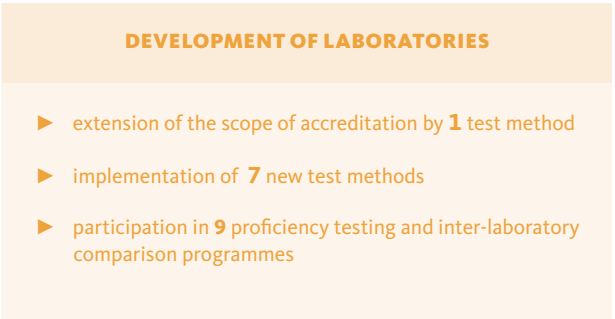 DEVELOPMENT OF LABORATORIES
► extension of the scope of accreditation by 1 test method
► implementation of 7 new test methods
► participation in 9 proficiency testing and inter-laboratory
comparison programmes